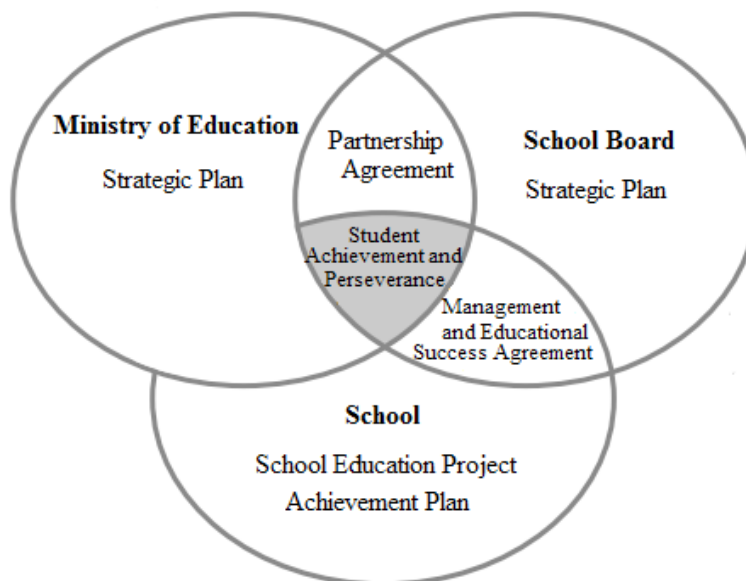 Ministry of Education
Strategic Plan
Partnership
Agreement
School Board
Strategic Plan
Student
Achievement and
Perseverance
Management
and Educational
Success Agreement
School
School Education Project
Achievement Plan